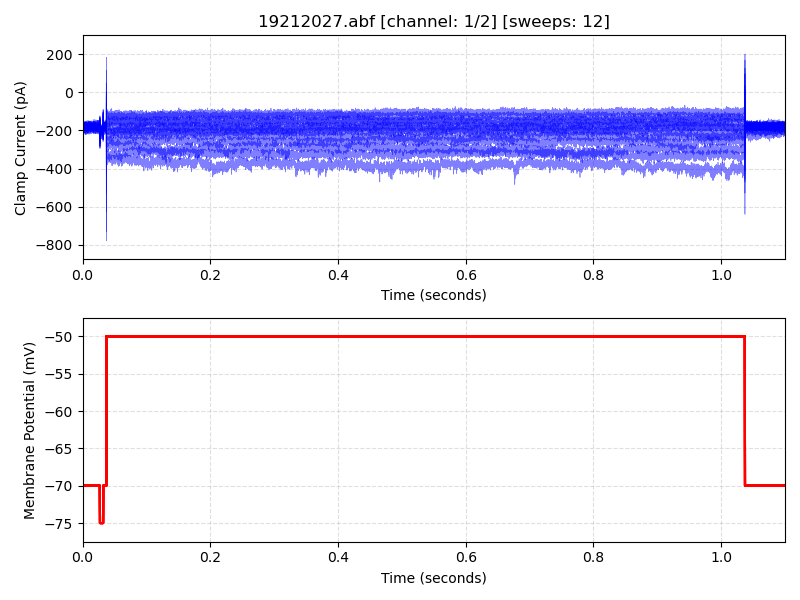 19212027.abf [channel: 1/2] [sweeps: 12]
Clamp Current (pA)
200
0
−200
−400
−600
−800
0.0 0.2 0.4 0.6 0.8 1.0
Time (seconds)
Membrane Potential (mV)
−50
−55
−60
−65
−70
−75
0.0 0.2 0.4 0.6 0.8 1.0
Time (seconds)